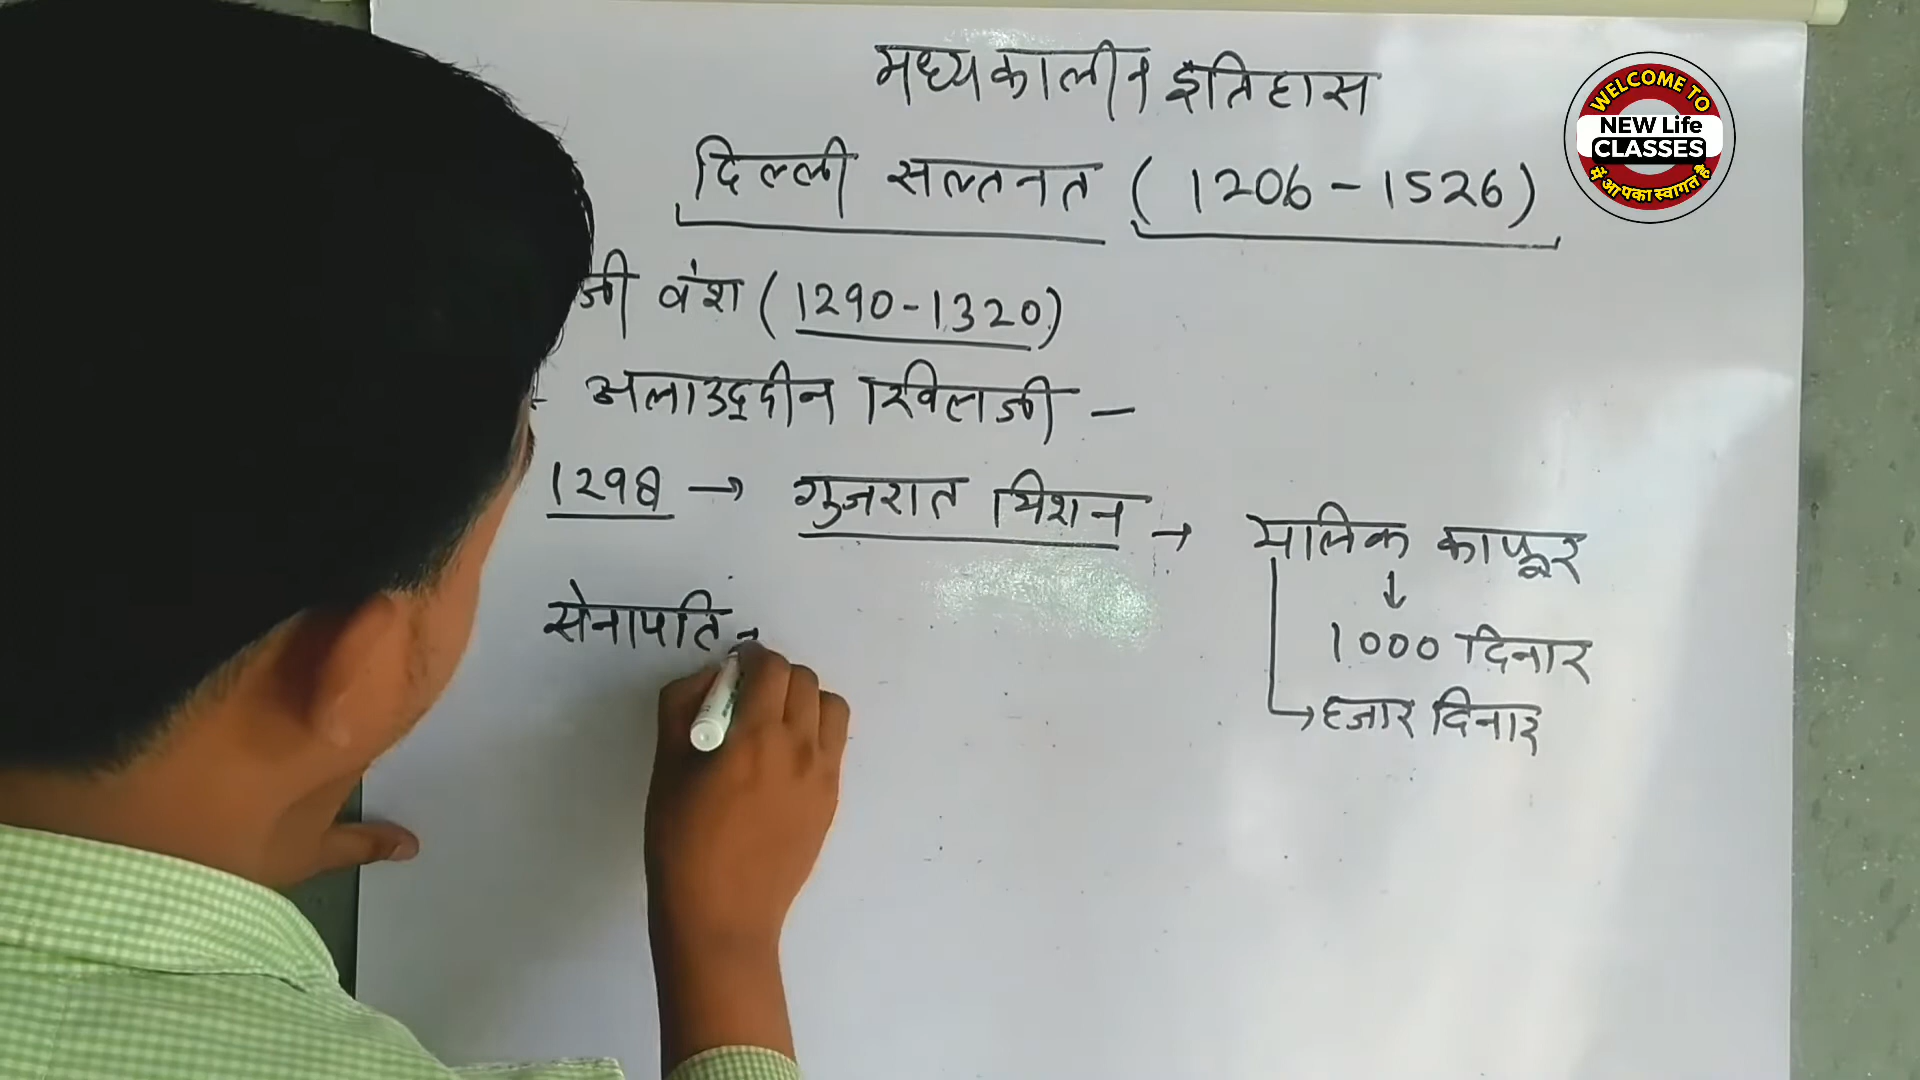 मध्यकालीन इतिहास
दिल्ली सल्तनत (1206-1526)
जी वंश (1290-1320)
- अलाउद्दीन खिलजी -
1298 → गुजरात मिशन → मालिक काफूर
↓
1000 दिनार
→ हजार दिनार
सेनापति
WELCOME TO
NEW Life
CLASSES
में आपका स्वागत है